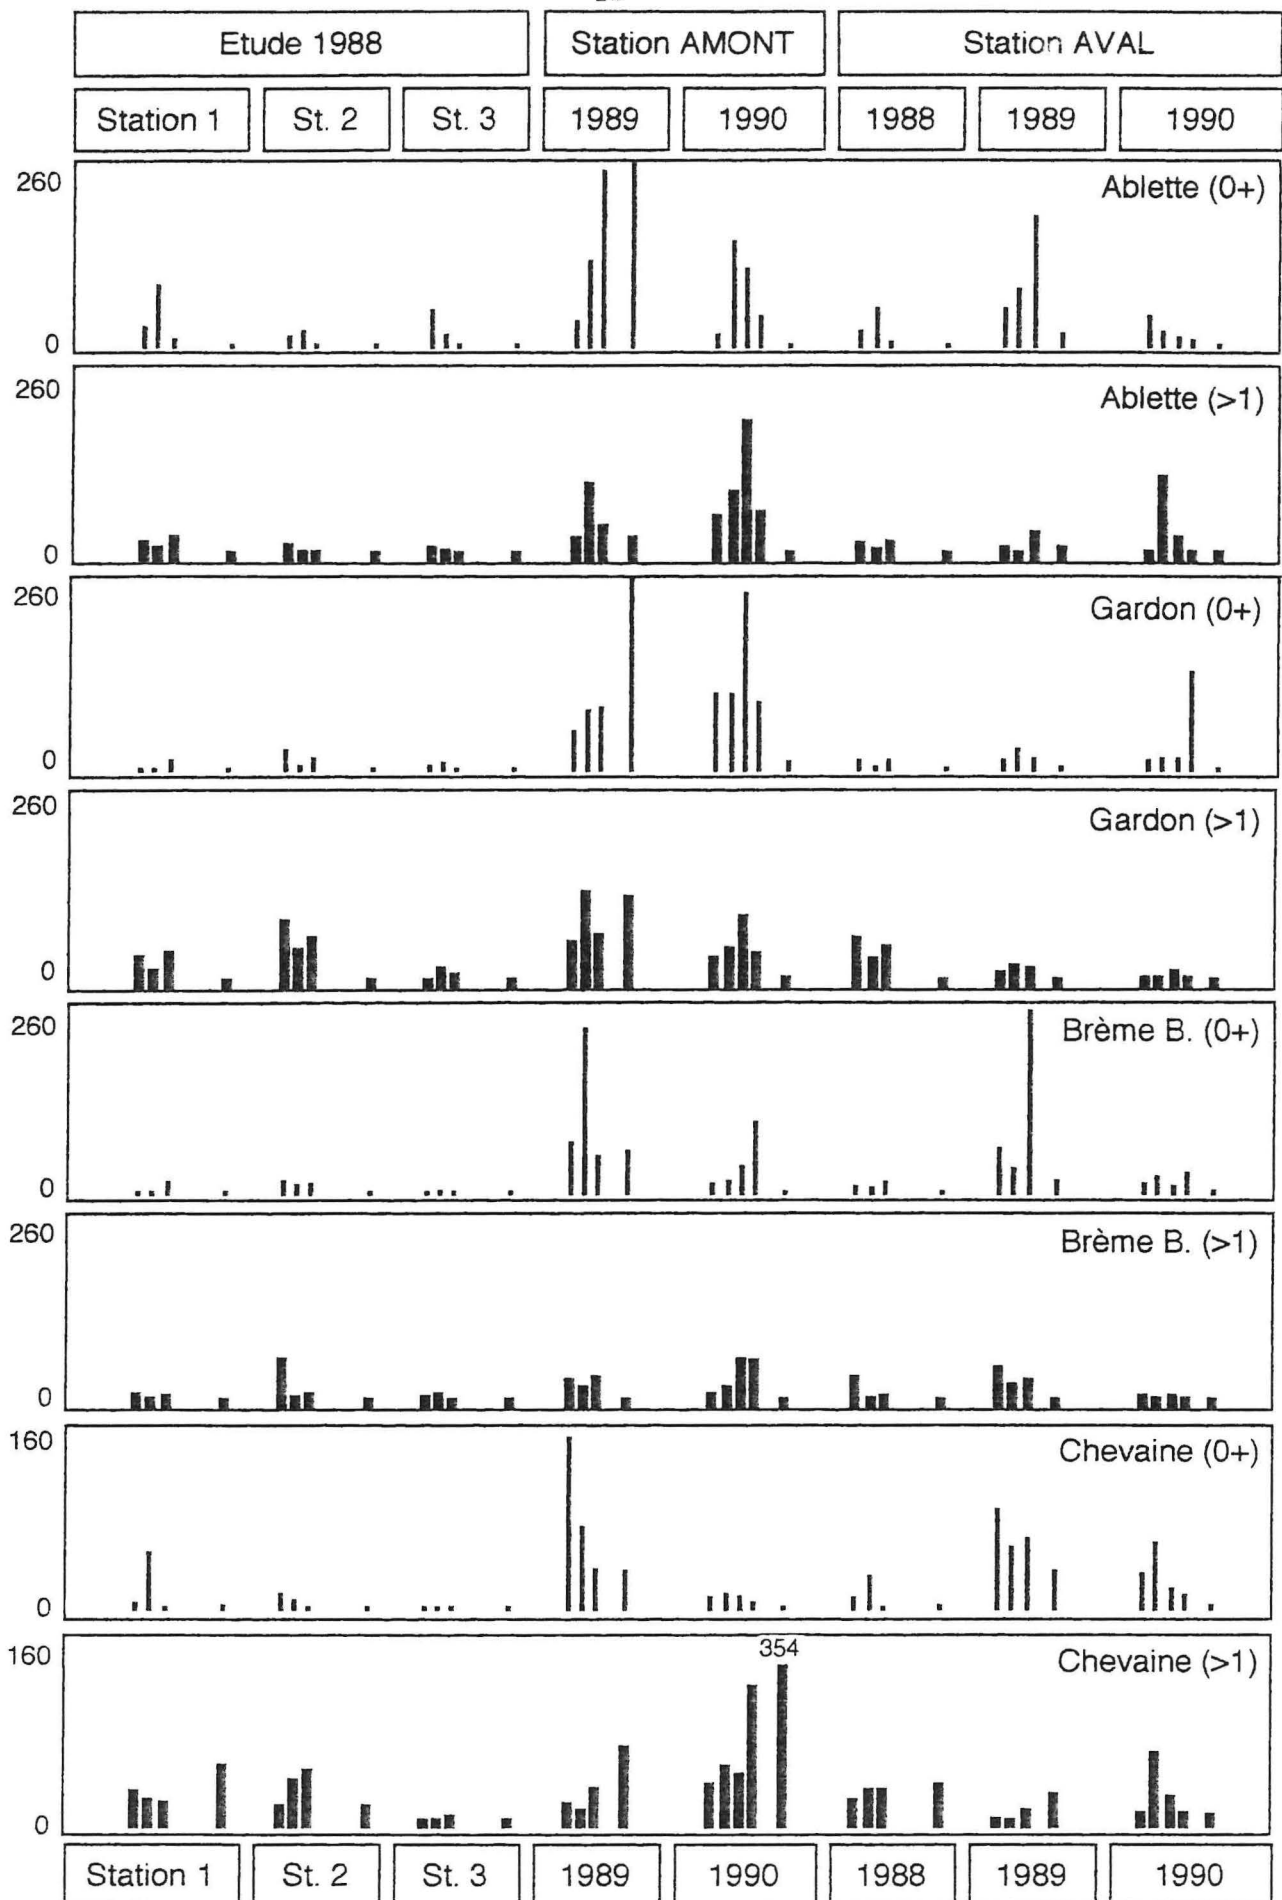 Etude 1988 Station AMONT Station AVAL
Station 1 St. 2 St. 3 1989 1990 1988 1989 1990
260 Ablette (0+)
0
260 Ablette (>1)
0
260 Gardon (0+)
0
260 Gardon (>1)
0
260 Brème B. (0+)
0
260 Brème B. (>1)
0
160 Chevaine (0+)
0
354
160 Chevaine (>1)
0
Station 1 St. 2 St. 3 1989 1990 1988 1989 1990